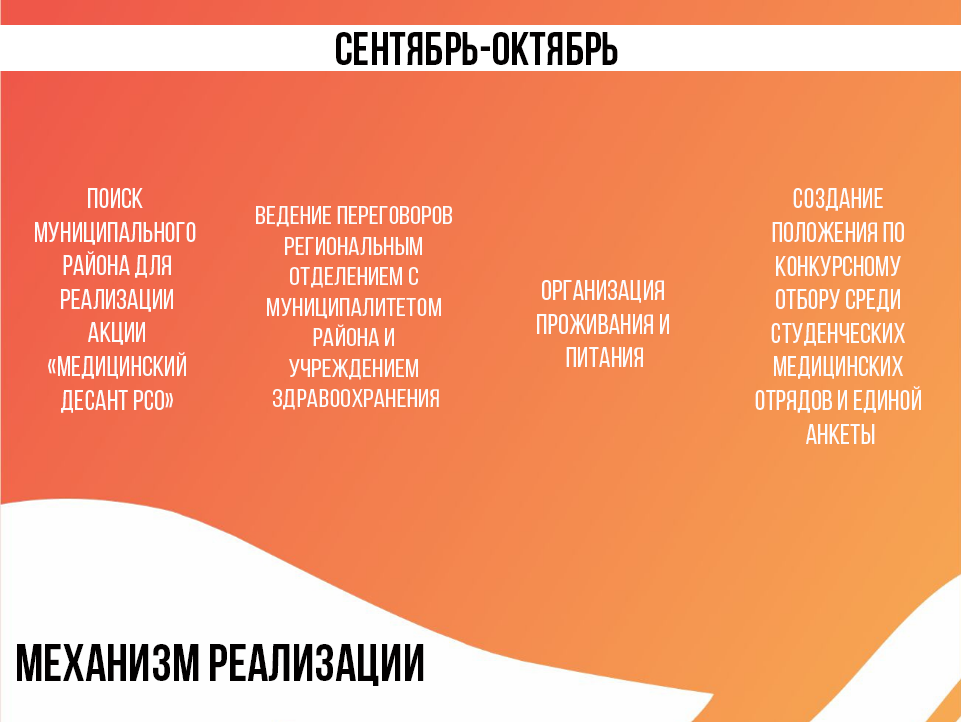 СЕНТЯБРЬ-ОКТЯБРЬ
ПОИСК
МУНИЦИПАЛЬНОГО
РАЙОНА ДЛЯ
РЕАЛИЗАЦИИ
АКЦИИ
«МЕДИЦИНСКИЙ
ДЕСАНТ РСО»
ВЕДЕНИЕ ПЕРЕГОВОРОВ
РЕГИОНАЛЬНЫМ
ОТДЕЛЕНИЕМ С
МУНИЦИПАЛИТЕТОМ
РАЙОНА И
УЧРЕЖДЕНИЕМ
ЗДРАВООХРАНЕНИЯ
ОРГАНИЗАЦИЯ
ПРОЖИВАНИЯ И
ПИТАНИЯ
СОЗДАНИЕ
ПОЛОЖЕНИЯ ПО
КОНКУРСНОМУ
ОТБОРУ СРЕДИ
СТУДЕНЧЕСКИХ
МЕДИЦИНСКИХ
ОТРЯДОВ И ЕДИНОЙ
АНКЕТЫ
МЕХАНИЗМ РЕАЛИЗАЦИИ